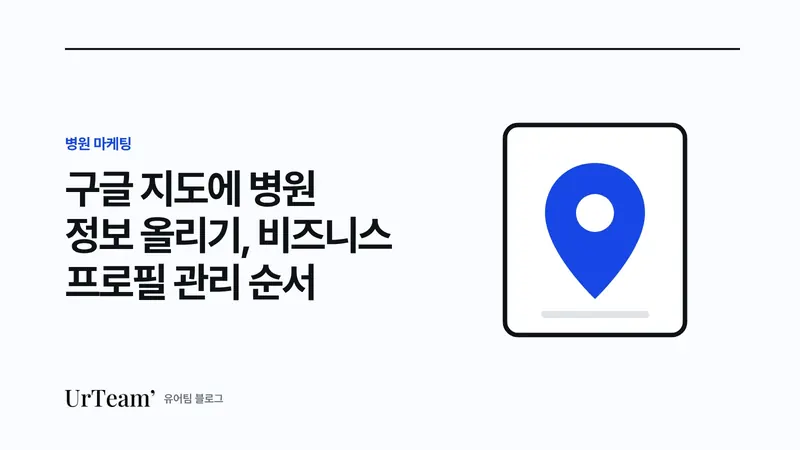 병원 마케팅
구글 지도에 병원
정보 올리기, 비즈니스
프로필 관리 순서
UrTeam’ 유어팀 블로그